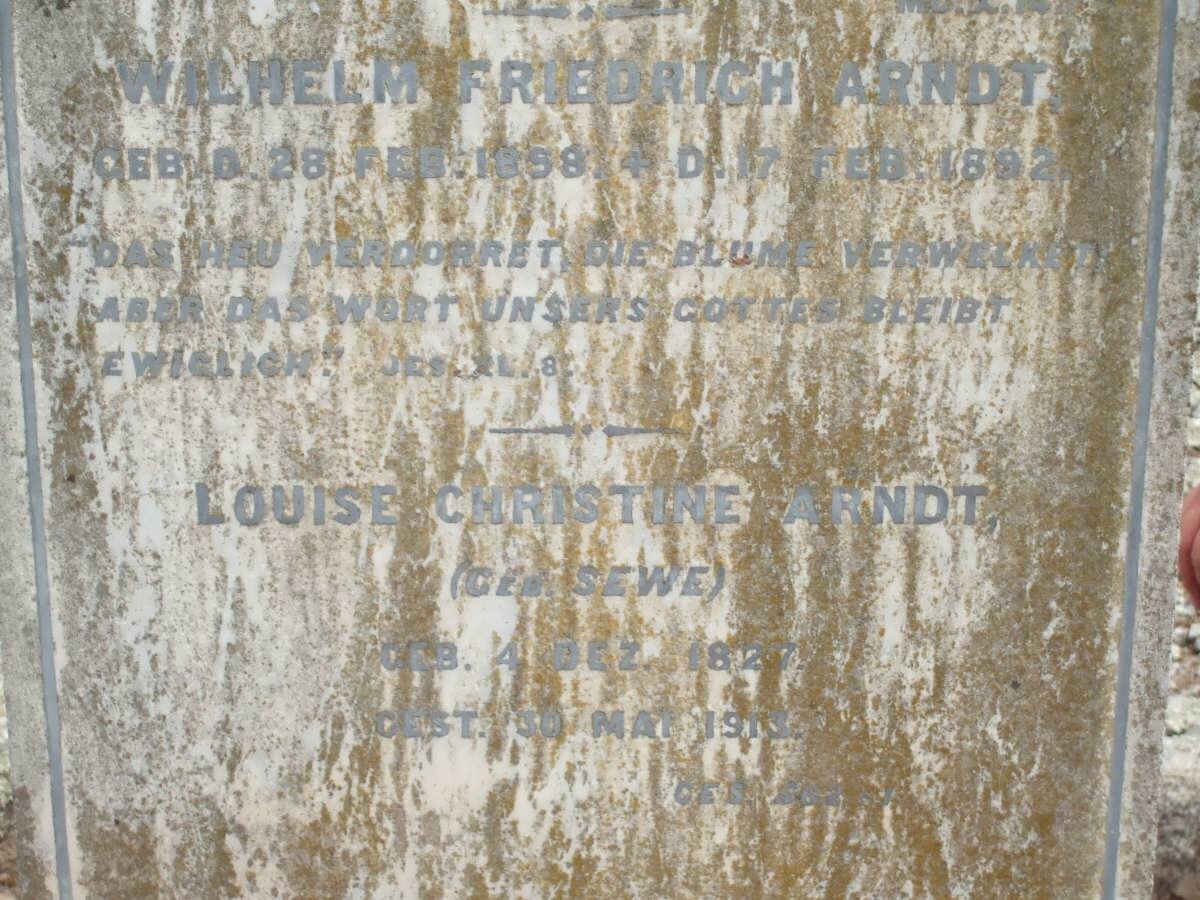 WILHELM FRIEDRICH ARNDT,
GEB. D. 28 FEB. 1858. + D. 17 FEB. 1892.
"DAS HEU VERDORRET, DIE BLUME VERWELKET;
ABER DAS WORT UNSERS GOTTES BLEIBT
EWIGLICH." JES. XL. 8.
LOUISE CHRISTINE ARNDT,
(GEB. SEWE)
GEB. 4 DEZ. 1827.
GEST. 30 MAI 1913.
GES.